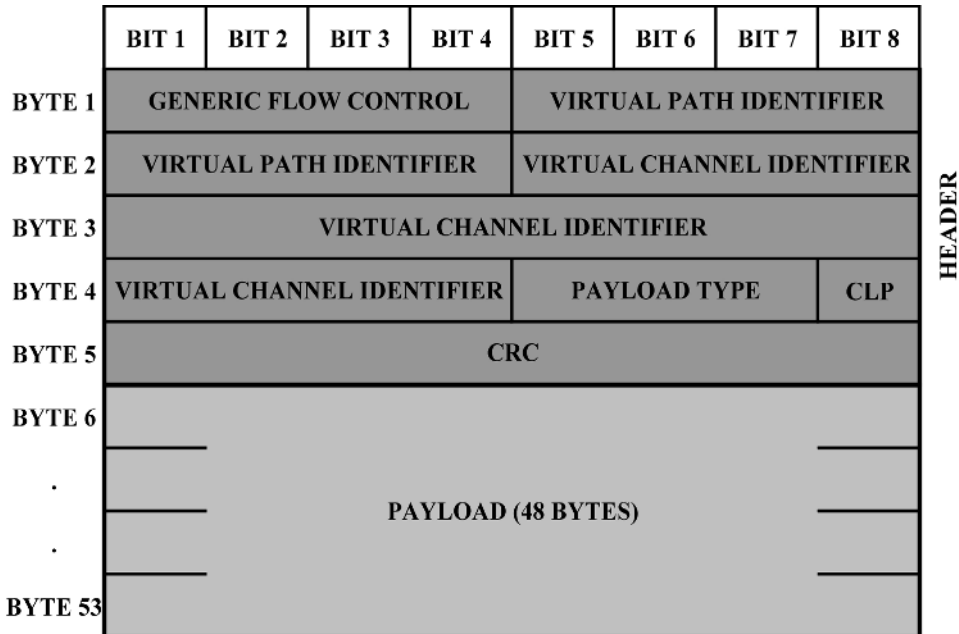 BIT 1 BIT 2 BIT 3 BIT 4 BIT 5 BIT 6 BIT 7 BIT 8
BYTE 1 GENERIC FLOW CONTROL VIRTUAL PATH IDENTIFIER
BYTE 2 VIRTUAL PATH IDENTIFIER VIRTUAL CHANNEL IDENTIFIER
BYTE 3 VIRTUAL CHANNEL IDENTIFIER
BYTE 4 VIRTUAL CHANNEL IDENTIFIER PAYLOAD TYPE CLP
BYTE 5 CRC
HEADER
BYTE 6
.
PAYLOAD (48 BYTES)
.
BYTE 53